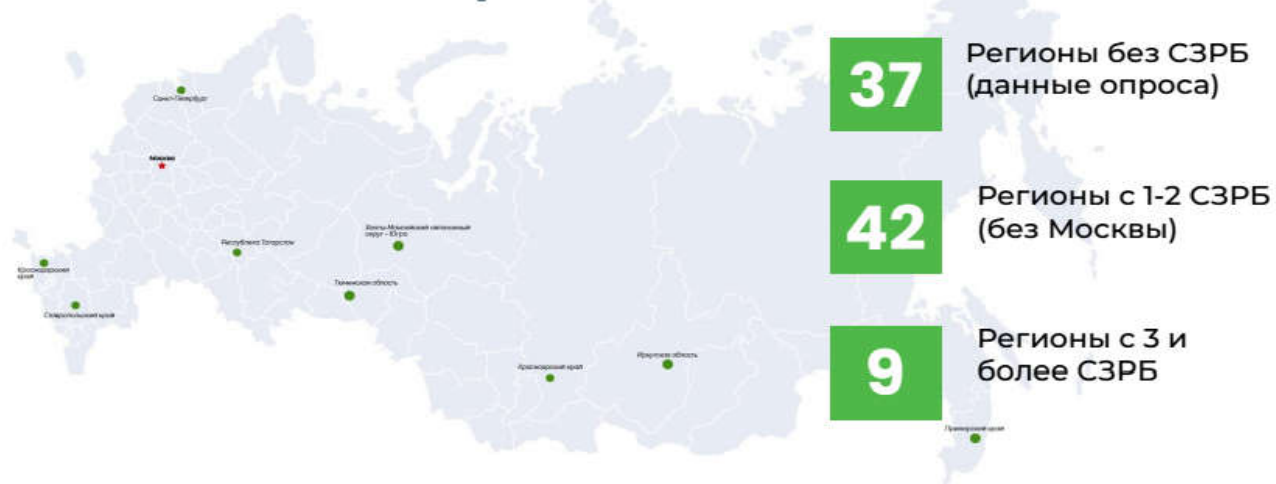 37
Регионы без СЗРБ
(данные опроса)
42
Регионы с 1-2 СЗРБ
(без Москвы)
9
Регионы с 3 и
более СЗРБ
Санкт-Петербург
Москва
Ханты-Мансийский автономный
округ – Югра
Республика Татарстан
Краснодарский
край
Тюменская область
Ставропольский край
Иркутская область
Красноярский край
Приморский край